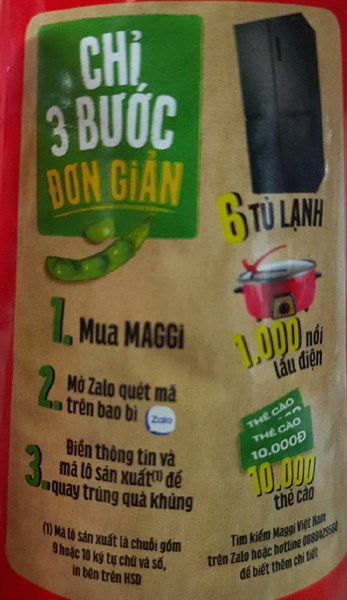 CHỈ
3 BƯỚC
ĐƠN GIẢN
6 TỦ LẠNH
1. Mua MAGGI
1.000 nồi
lẩu điện
2. Mở Zalo quét mã
trên bao bì Zalo
THẺ CÀO
THẺ CÀO
10.000Đ
10.000
thẻ cào
3. Điền thông tin và
mã lô sản xuất(1) để
quay trúng quà khủng
(1) Mã lô sản xuất là chuỗi gồm
9 hoặc 10 ký tự chữ và số,
in bên trên HSD
Tìm kiếm Maggi Việt Nam
trên Zalo hoặc hotline
để biết thêm chi tiết